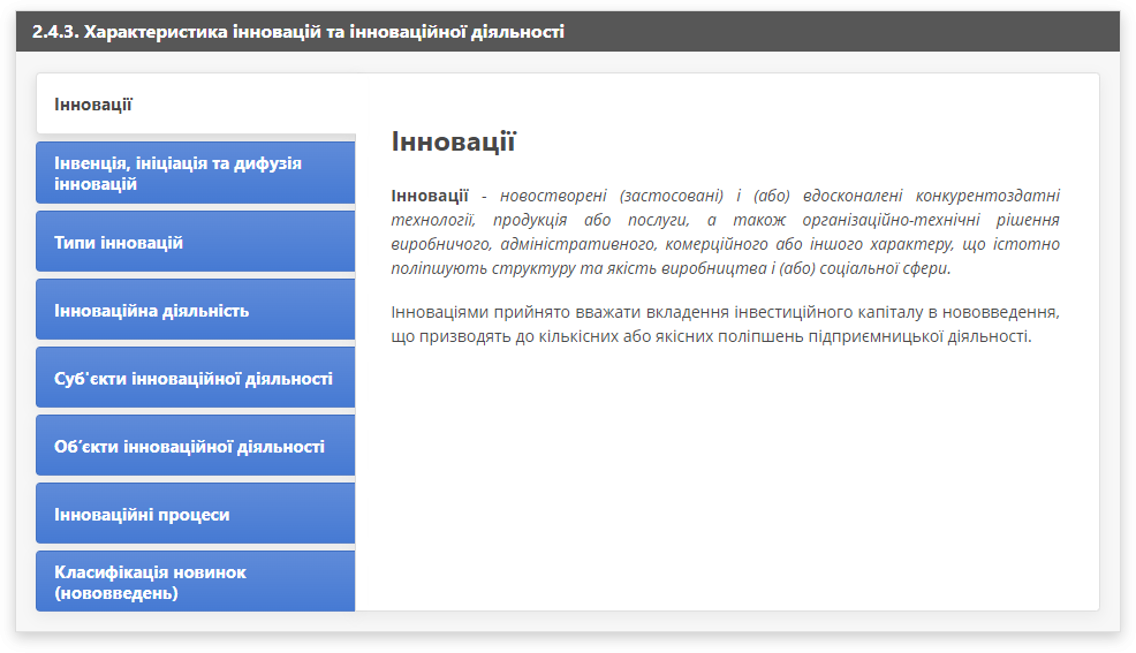 2.4.3. Характеристика інновацій та інноваційної діяльності
Інновації
Інвенція, ініціація та дифузія
інновацій
Типи інновацій
Інноваційна діяльність
Суб'єкти інноваційної діяльності
Об’єкти інноваційної діяльності
Інноваційні процеси
Класифікація новинок
(нововведень)
Інновації
Інновації - новостворені (застосовані) і (або) вдосконалені конкурентоздатні
технології, продукція або послуги, а також організаційно-технічні рішення
виробничого, адміністративного, комерційного або іншого характеру, що істотно
поліпшують структуру та якість виробництва і (або) соціальної сфери.
Інноваціями прийнято вважати вкладення інвестиційного капіталу в нововведення,
що призводять до кількісних або якісних поліпшень підприємницької діяльності.